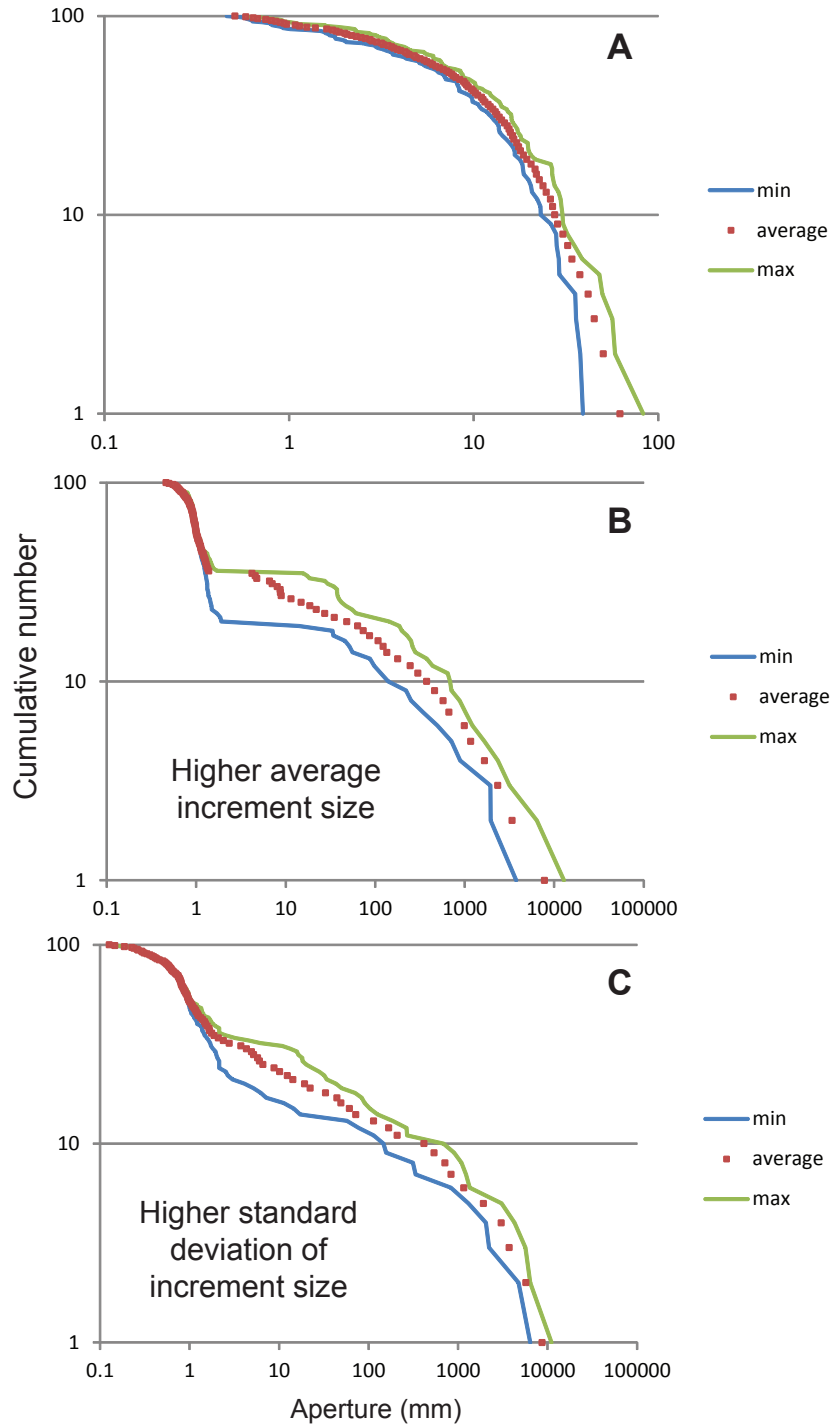 100
10
1
0.1
1
10
100
A
min
average
max
Cumulative number
100
10
1
0.1
1
10
100
1000
10000
100000
B
Higher average
increment size
min
average
max
100
10
1
0.1
1
10
100
1000
10000
100000
C
Higher standard
deviation of
increment size
min
average
max
Aperture (mm)